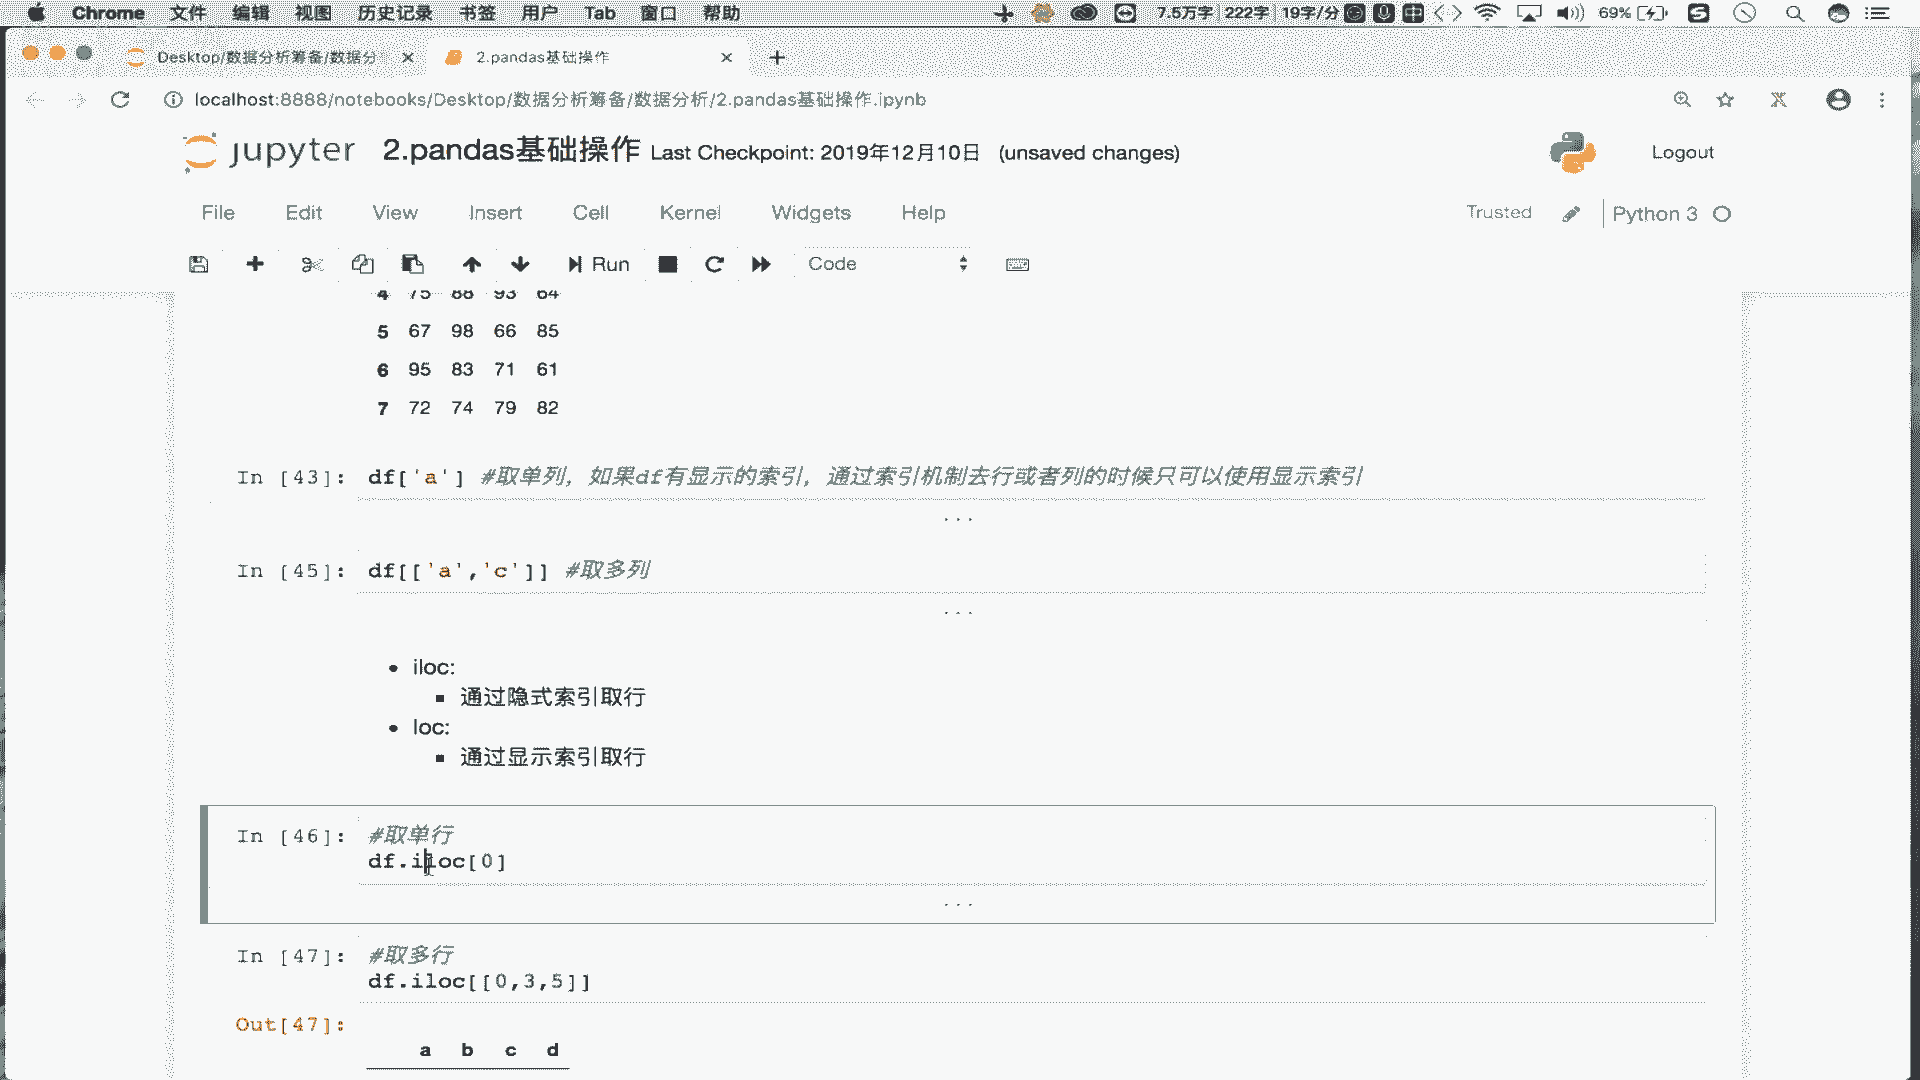 Chrome 文件 编辑 视图 历史记录 书签 用户 Tab 窗口 帮助 7.5万字 222字 19字/分 中 69%
Desktop/数据分析筹备/数据分 2.pandas基础操作
localhost:8888/notebooks/Desktop/数据分析筹备/数据分析/2.pandas基础操作.ipynb
jupyter 2.pandas基础操作 Last Checkpoint: 2019年12月10日 (unsaved changes) Logout
File Edit View Insert Cell Kernel Widgets Help Trusted Python 3
Run Code
4 75 88 93 64
5 67 98 66 85
6 95 83 71 61
7 72 74 79 82
In [43]: df['a'] #取单列，如果df有显示的索引，通过索引机制去行或者列的时候只可以使用显示索引
...
In [45]: df[['a','c']] #取多列
...
iloc:
通过隐式索引取行
loc:
通过显示索引取行
In [46]: #取单行
df.iloc[0]
...
In [47]: #取多行
df.iloc[[0,3,5]]
Out[47]:
a b c d